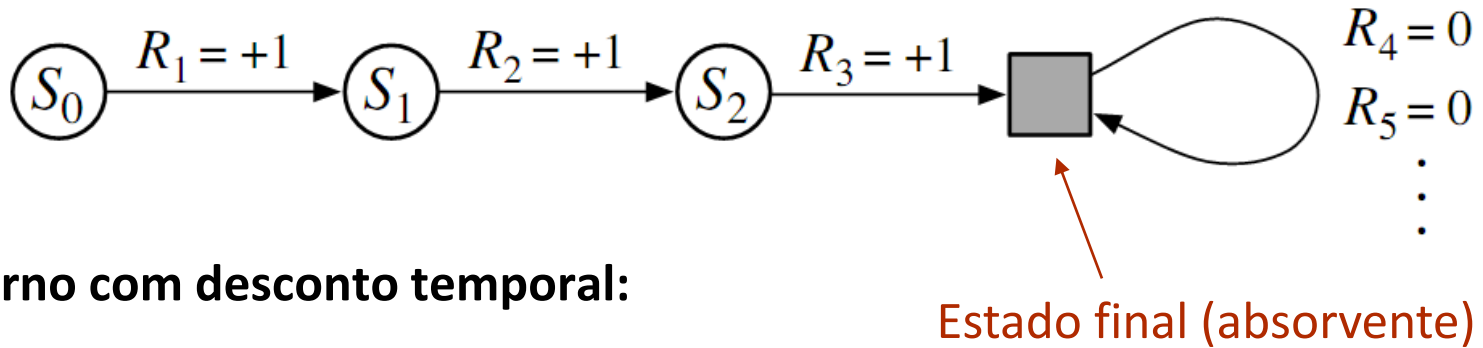 S0 R1 = +1 S1 R2 = +1 S2 R3 = +1 R4 = 0
R5 = 0
.
.
.
rno com desconto temporal:
Estado final (absorvente)